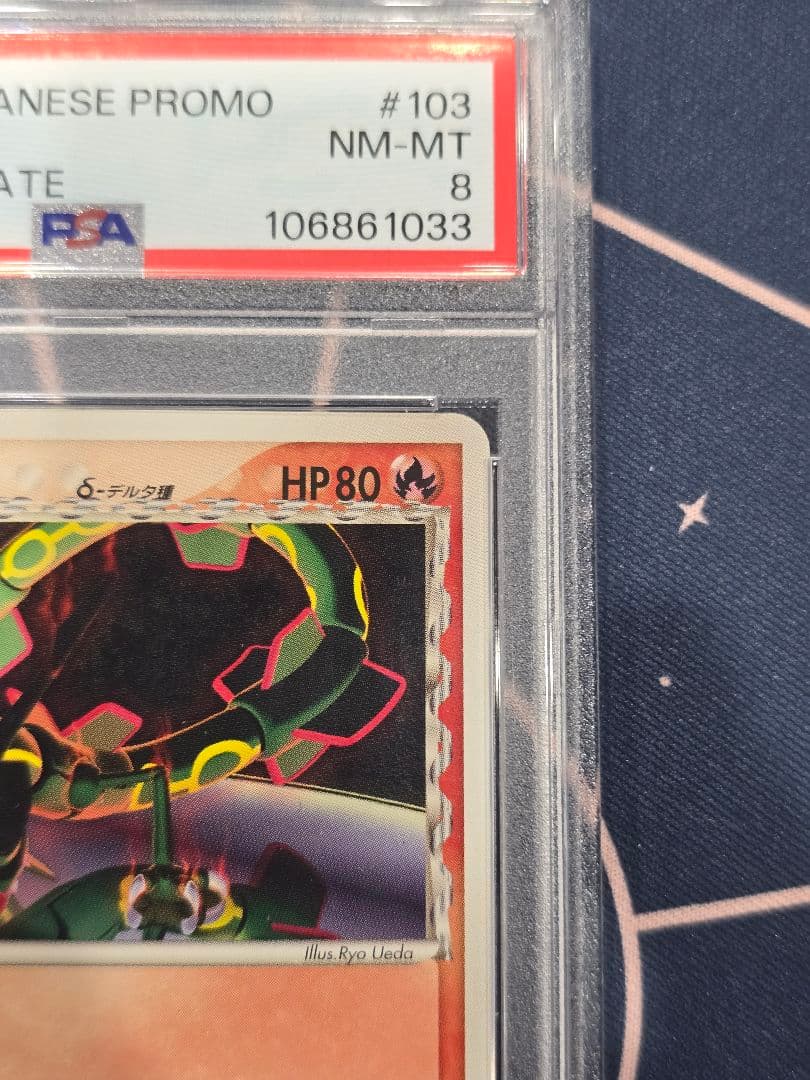 ANESE PROMO #103
NM-MT
ATE 8
PSA 106861033
δ-デルタ種 HP80
Illus.Ryo Ueda